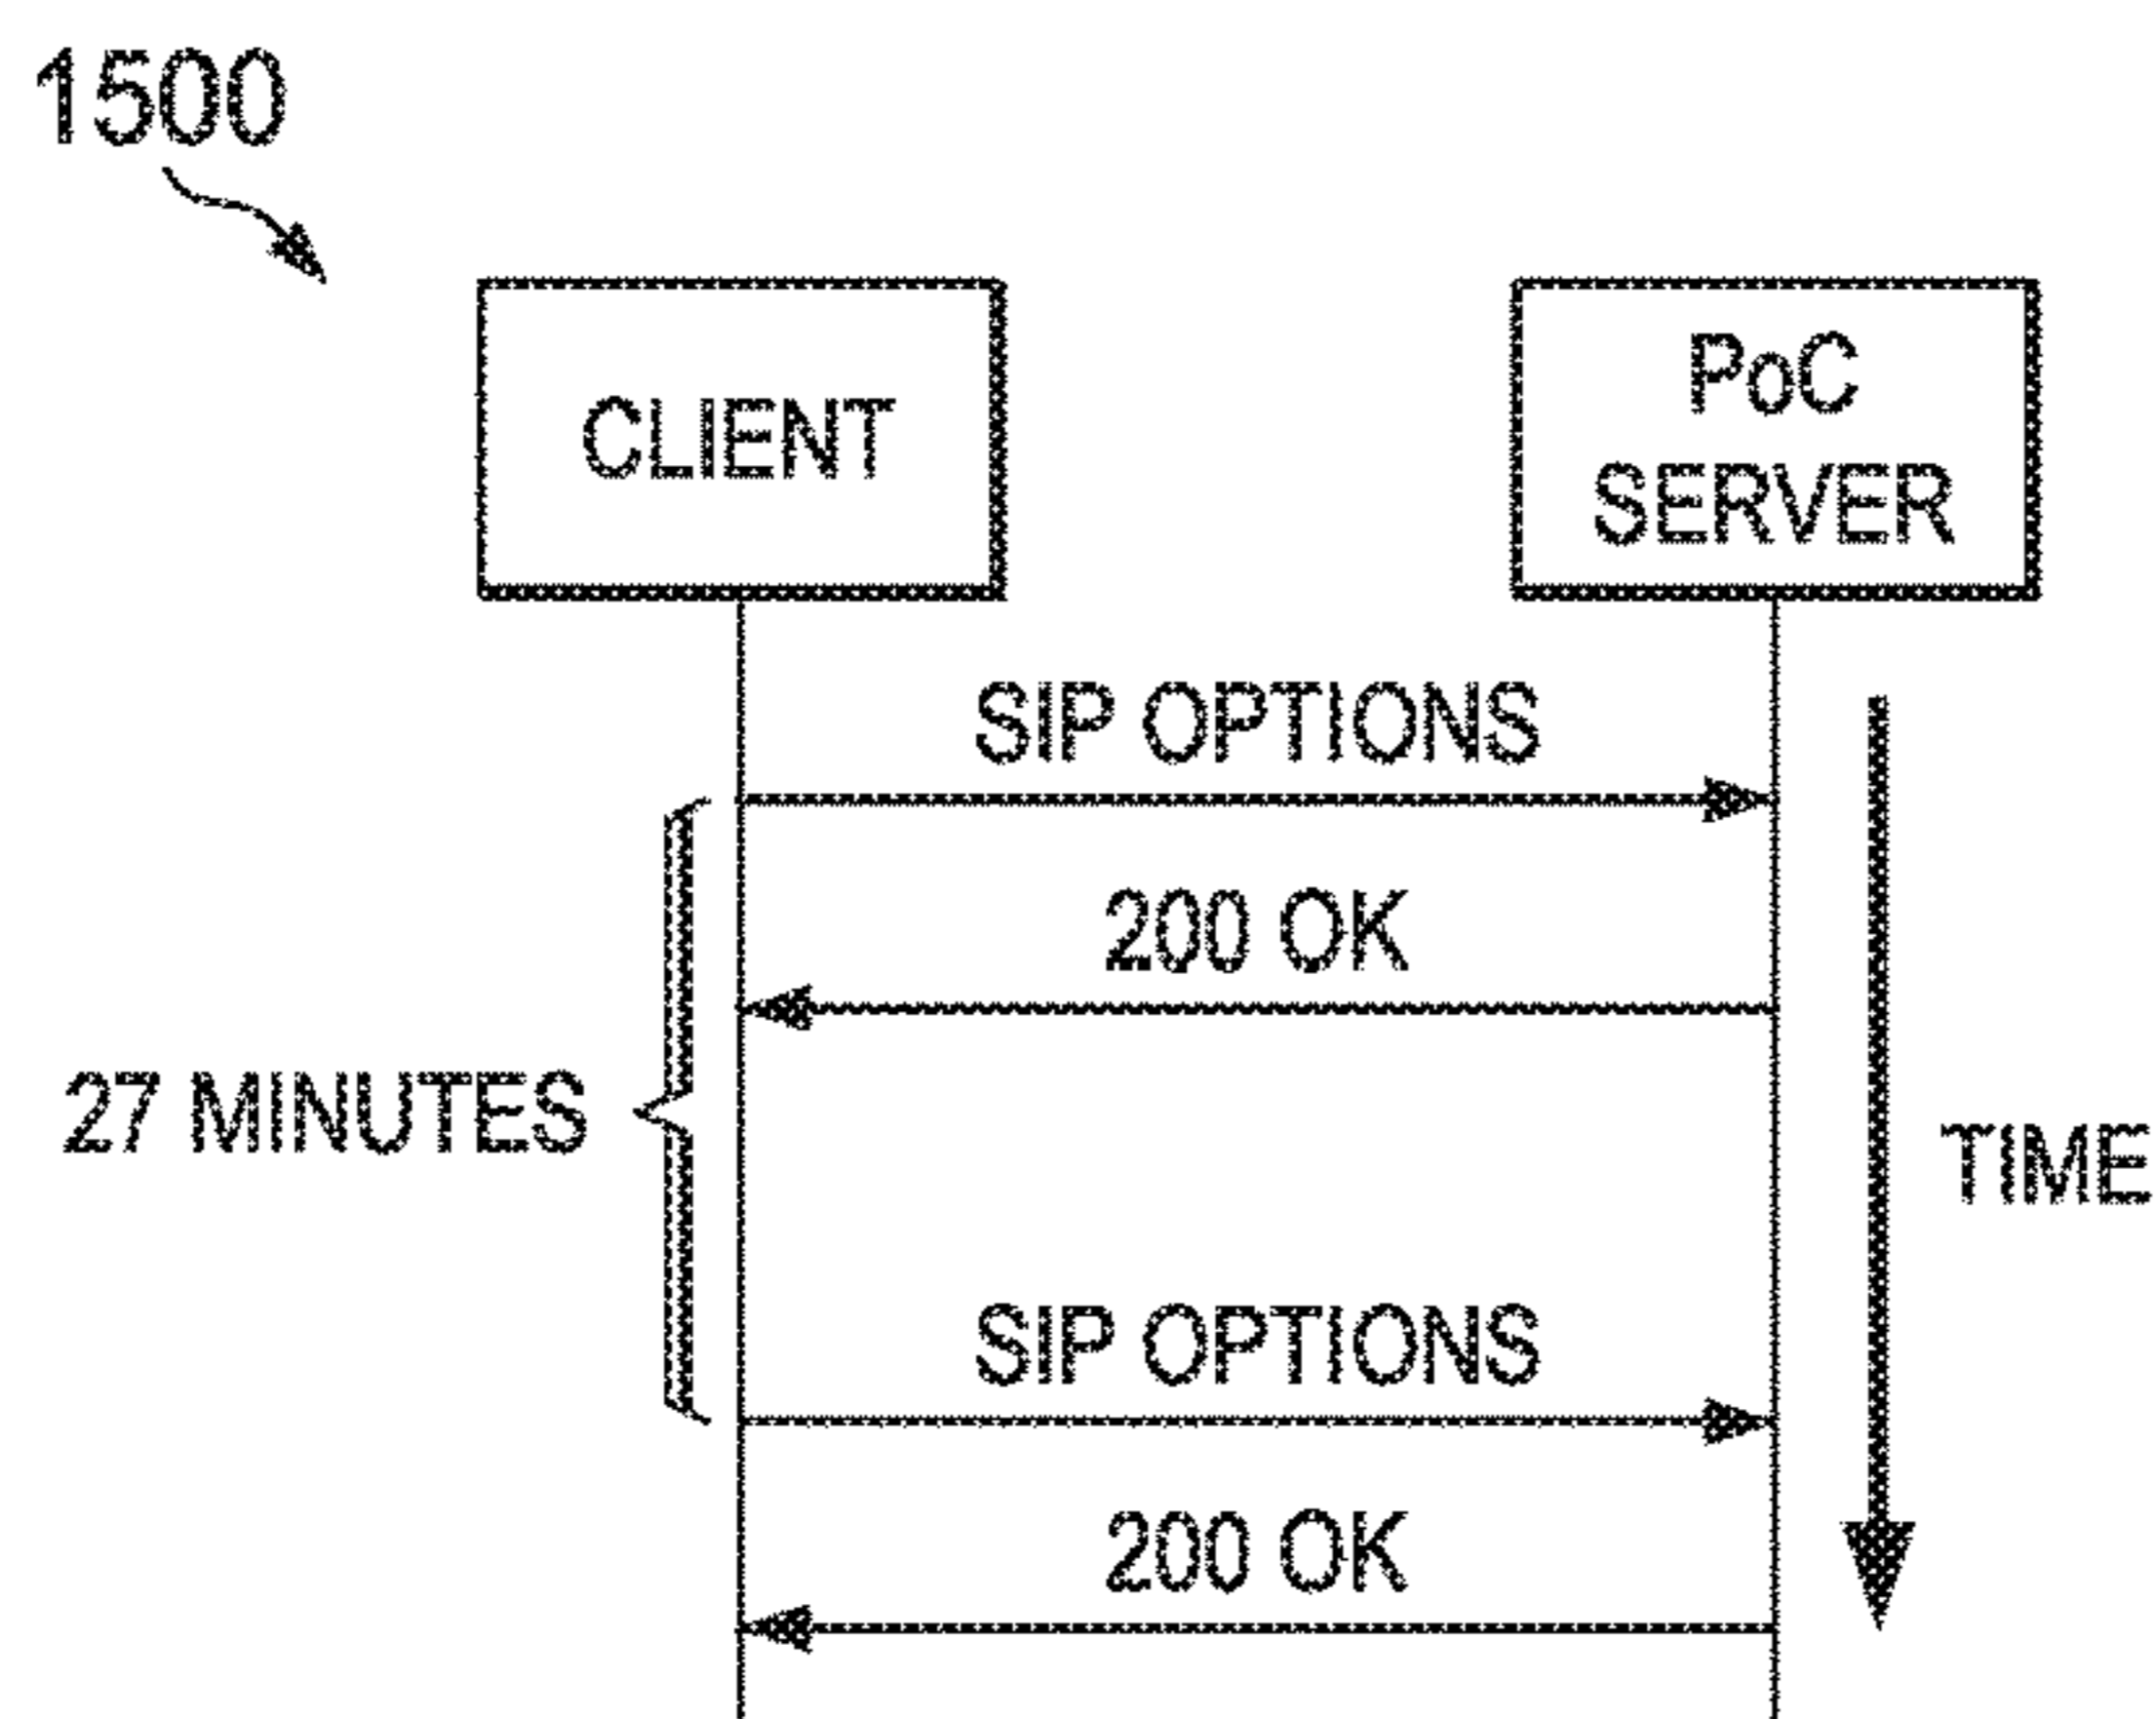 1500
CLIENT
PoC
SERVER
SIP OPTIONS
200 OK
27 MINUTES
TIME
SIP OPTIONS
200 OK